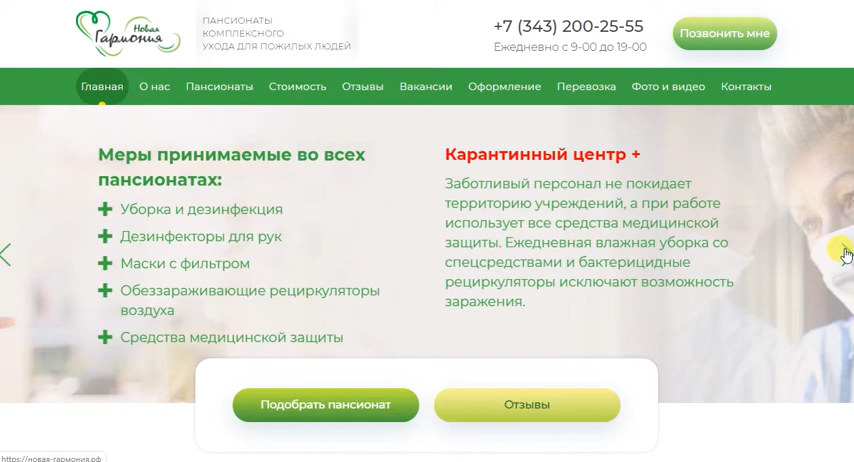 Новая
Гармония
ПАНСИОНАТЫ
КОМПЛЕКСНОГО
УХОДА ДЛЯ ПОЖИЛЫХ ЛЮДЕЙ
+7 (343) 200-25-55
Ежедневно с 9-00 до 19-00
Позвонить мне
Главная О нас Пансионаты Стоимость Отзывы Вакансии Оформление Перевозка Фото и видео Контакты
Меры принимаемые во всех
пансионатах:
Уборка и дезинфекция
Дезинфекторы для рук
Маски с фильтром
Обеззараживающие рециркуляторы
воздуха
Средства медицинской защиты
Карантинный центр +
Заботливый персонал не покидает
территорию учреждений, а при работе
использует все средства медицинской
защиты. Ежедневная влажная уборка со
спецсредствами и бактерицидные
рециркуляторы исключают возможность
заражения.
Подобрать пансионат
Отзывы
https://новая-гармония.рф